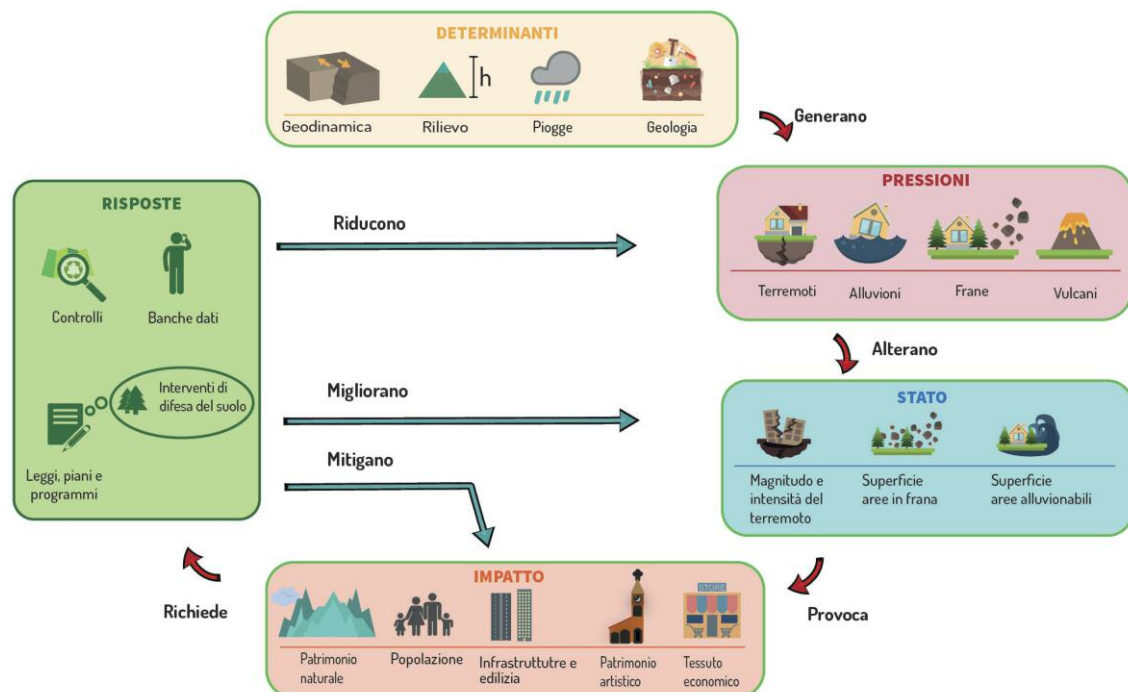 DETERMINANTI
h
Geodinamica
Rilievo
Piogge
Geologia
Generano
RISPOSTE
Controlli
Banche dati
Interventi di
difesa del suolo
Leggi, piani e
programmi
Riducono
PRESSIONI
Terremoti
Alluvioni
Frane
Vulcani
Alterano
Migliorano
Mitigano
STATO
Magnitudo e
intensità del
terremoto
Superficie
aree in frana
Superficie
aree alluvionabili
Provoca
IMPATTO
STORE
Patrimonio
naturale
Popolazione
Infrastruttutre e
edilizia
Patrimonio
artistico
Tessuto
economico
Richiede